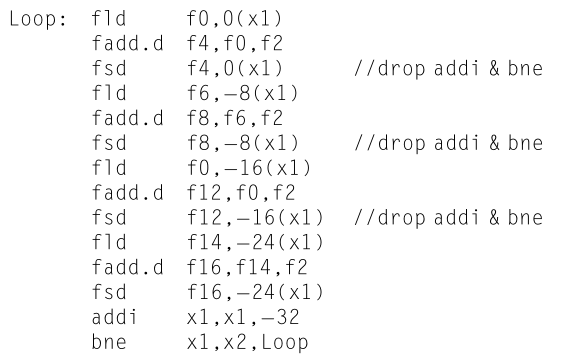 Loop: fld f0,0(x1)
fadd.d f4,f0,f2
fsd f4,0(x1) //drop addi & bne
fld f6,−8(x1)
fadd.d f8,f6,f2
fsd f8,−8(x1) //drop addi & bne
fld f0,−16(x1)
fadd.d f12,f0,f2
fsd f12,−16(x1) //drop addi & bne
fld f14,−24(x1)
fadd.d f16,f14,f2
fsd f16,−24(x1)
addi x1,x1,−32
bne x1,x2,Loop